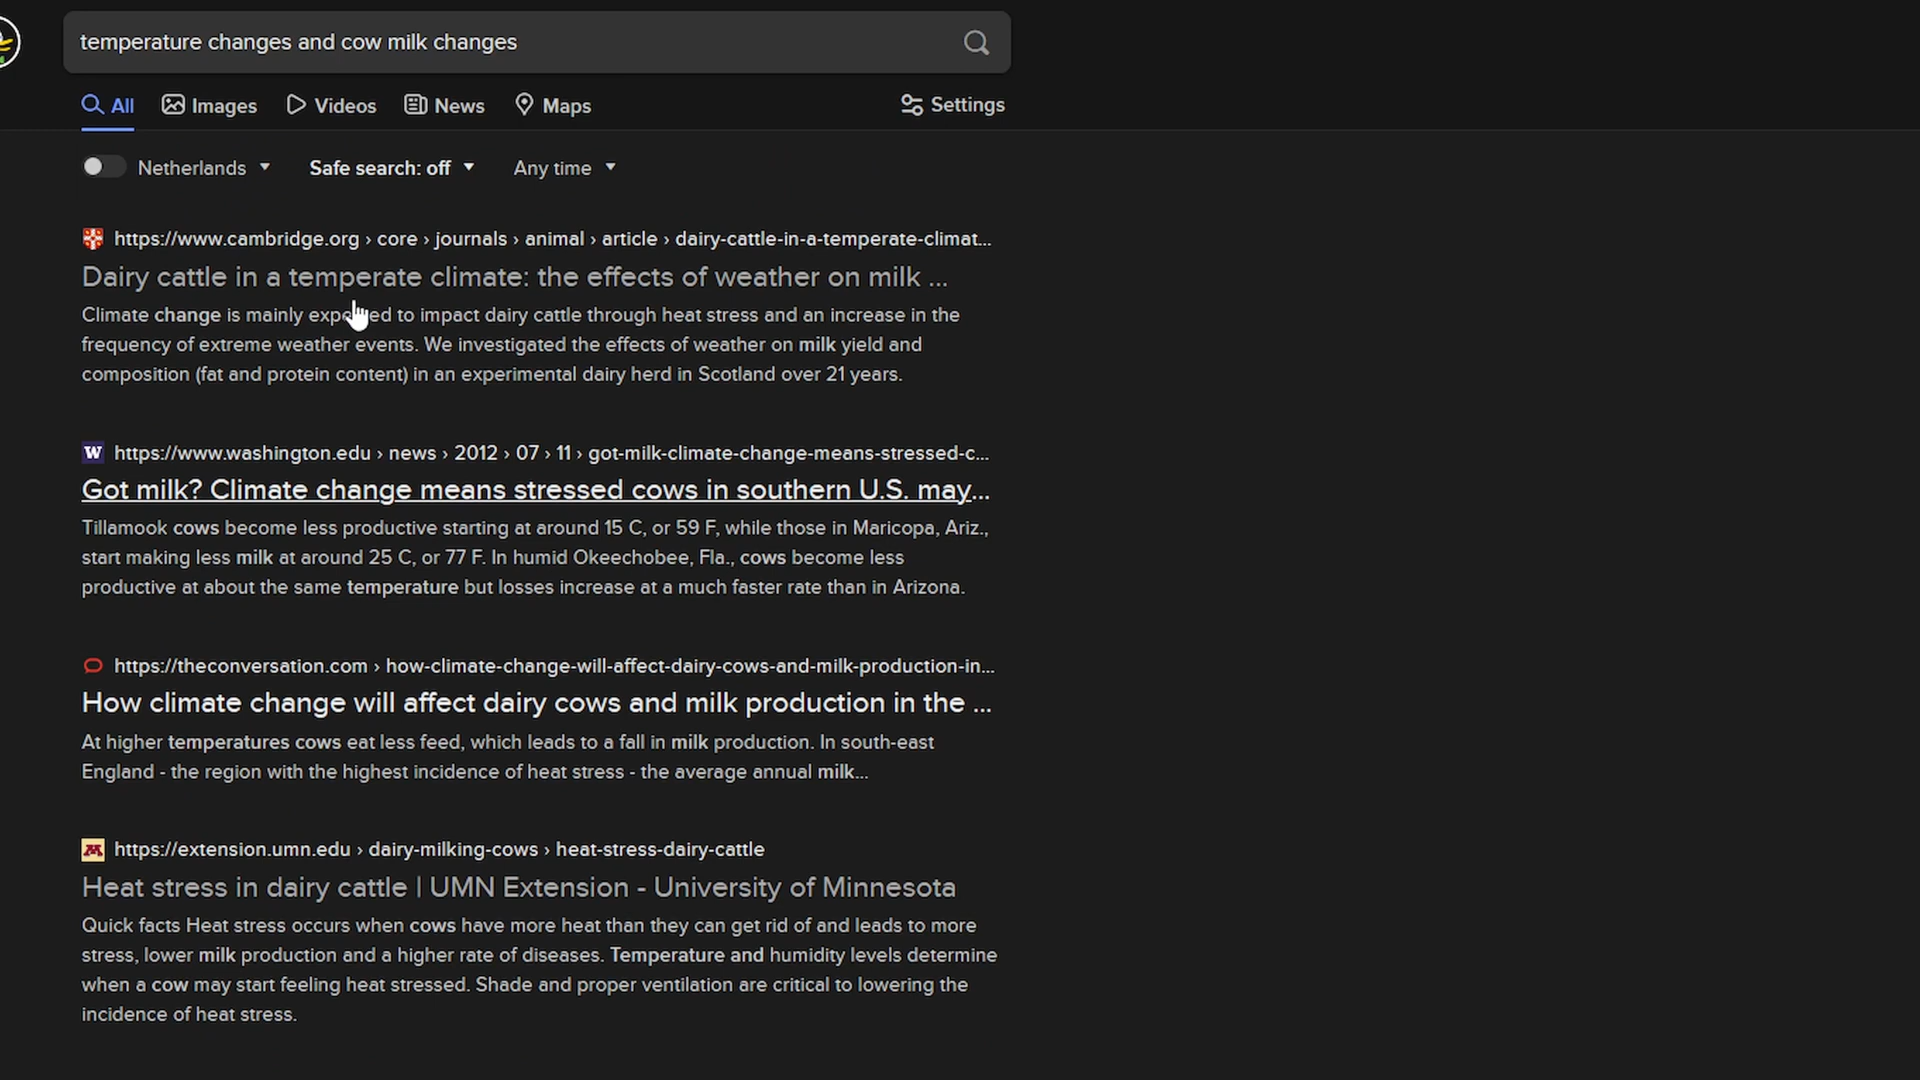 temperature changes and cow milk changes
All Images Videos News Maps Settings
Netherlands Safe search: off Any time
https://www.cambridge.org › core › journals › animal › article › dairy-cattle-in-a-temperate-climat...
Dairy cattle in a temperate climate: the effects of weather on milk ...
Climate change is mainly expected to impact dairy cattle through heat stress and an increase in the
frequency of extreme weather events. We investigated the effects of weather on milk yield and
composition (fat and protein content) in an experimental dairy herd in Scotland over 21 years.
W https://www.washington.edu › news › 2012 › 07 › 11 › got-milk-climate-change-means-stressed-c...
Got milk? Climate change means stressed cows in southern U.S. may...
Tillamook cows become less productive starting at around 15 C, or 59 F, while those in Maricopa, Ariz.,
start making less milk at around 25 C, or 77 F. In humid Okeechobee, Fla., cows become less
productive at about the same temperature but losses increase at a much faster rate than in Arizona.
https://theconversation.com › how-climate-change-will-affect-dairy-cows-and-milk-production-in...
How climate change will affect dairy cows and milk production in the ...
At higher temperatures cows eat less feed, which leads to a fall in milk production. In south-east
England - the region with the highest incidence of heat stress - the average annual milk...
M https://extension.umn.edu › dairy-milking-cows › heat-stress-dairy-cattle
Heat stress in dairy cattle | UMN Extension - University of Minnesota
Quick facts Heat stress occurs when cows have more heat than they can get rid of and leads to more
stress, lower milk production and a higher rate of diseases. Temperature and humidity levels determine
when a cow may start feeling heat stressed. Shade and proper ventilation are critical to lowering the
incidence of heat stress.